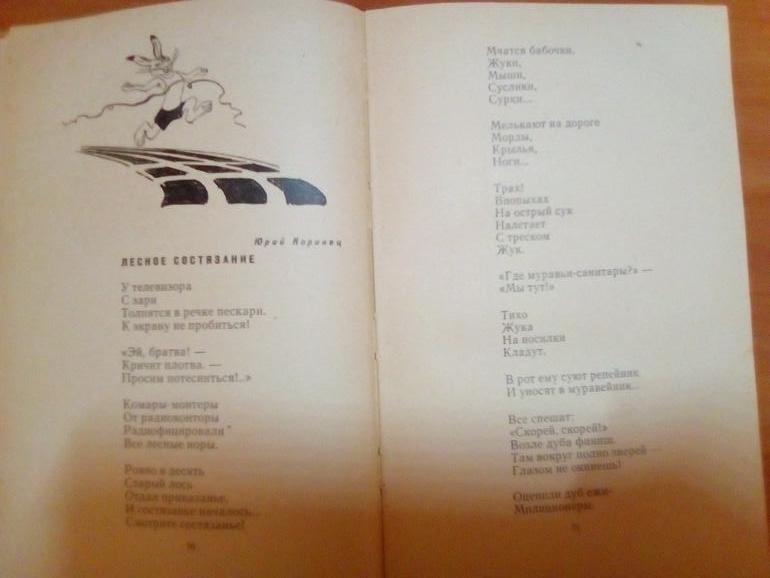 Юрий Коринец
ЛЕСНОЕ СОСТЯЗАНИЕ
У телевизора
С зари
Толпятся в речке пескари.
К экрану не пробиться!
«Эй, братва! —
Кричит плотва. —
Просим потесниться!..»
Комары-монтеры
От радиоконторы
Радиофицировали
Все лесные норы.
Ровно в десять
Старый лось
Отдал приказанье,
И состязанье началось...
Смотрите состязанье!
Мчатся бабочки,
Жуки,
Мыши,
Суслики,
Сурки...
Мелькают на дороге
Морды,
Крылья,
Ноги...
Трах!
Впопыхах
На острый сук
Налетает
С треском
Жук.
«Где муравьи-санитары?» —
«Мы тут!»
Тихо
Жука
На носилки
Кладут.
В рот ему суют репейник
И уносят в муравейник...
Все спешат:
«Скорей, скорей!»
Возле дуба финиш.
Там вокруг полно зверей —
Глазом не окинешь!
Оцепили дуб ежи-
Милиционеры.